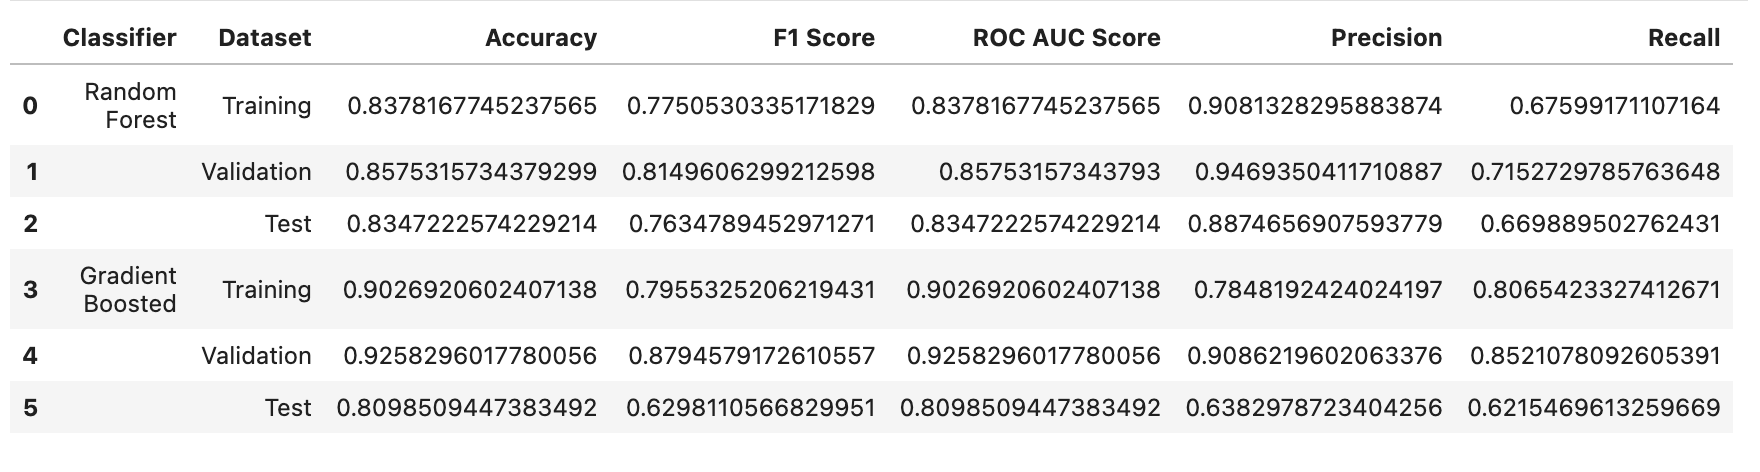 Classifier Dataset Accuracy F1 Score ROC AUC Score Precision Recall
0 Random Forest Training 0.8378167745237565 0.7750530335171829 0.8378167745237565 0.9081328295883874 0.67599171107164
1 Validation 0.8575315734379299 0.8149606299212598 0.85753157343793 0.9469350411710887 0.7152729785763648
2 Test 0.8347222574229214 0.7634789452971271 0.8347222574229214 0.8874656907593779 0.669889502762431
3 Gradient Boosted Training 0.9026920602407138 0.7955325206219431 0.9026920602407138 0.7848192424024197 0.8065423327412671
4 Validation 0.9258296017780056 0.8794579172610557 0.9258296017780056 0.9086219602063376 0.8521078092605391
5 Test 0.8098509447383492 0.6298110566829951 0.8098509447383492 0.6382978723404256 0.6215469613259669